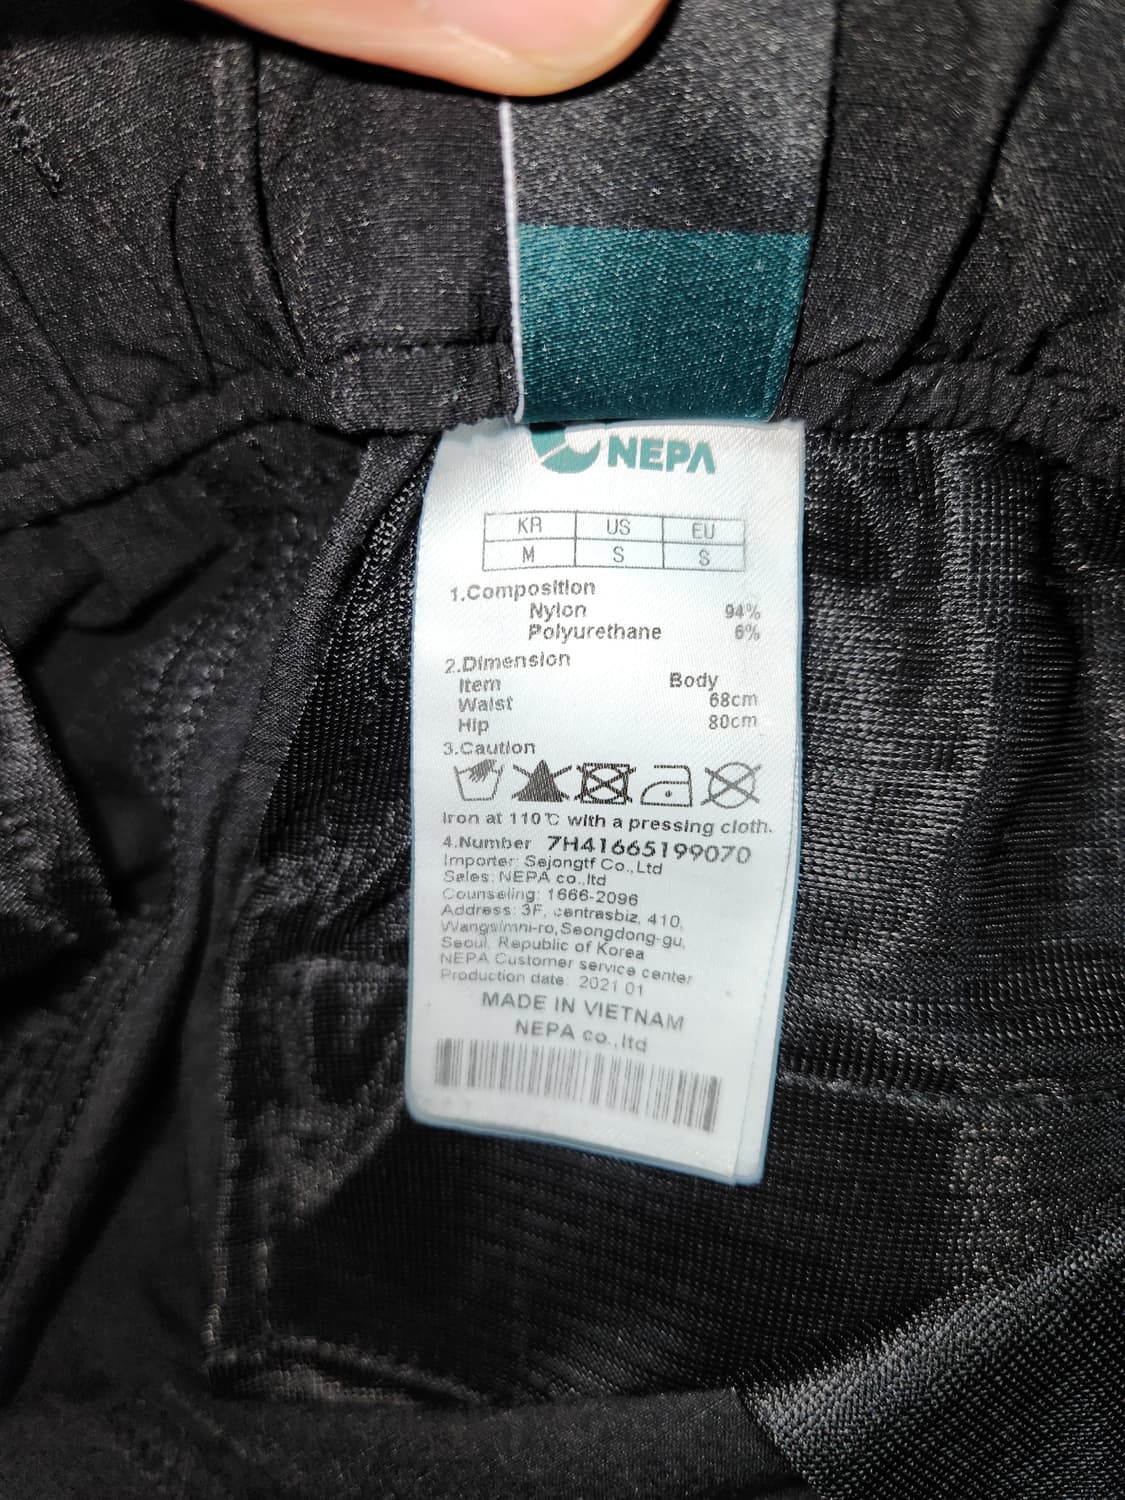 NEPA
KR US EU
M S S
1.Composition
Nylon 94%
Polyurethane 6%
2.Dimension
Item Body
Waist 68cm
Hip 80cm
3.Caution
Iron at 110℃ with a pressing cloth.
4.Number 7H41665199070
Importer: Sejongtf Co.,Ltd
Sales: NEPA co.,ltd
Counseling: 1666-2096
Address: 3F, centrasbiz, 410,
Wangsimni-ro,Seongdong-gu,
Seoul, Republic of Korea
NEPA Customer service center
Production date: 2021 01
MADE IN VIETNAM
NEPA co.,ltd